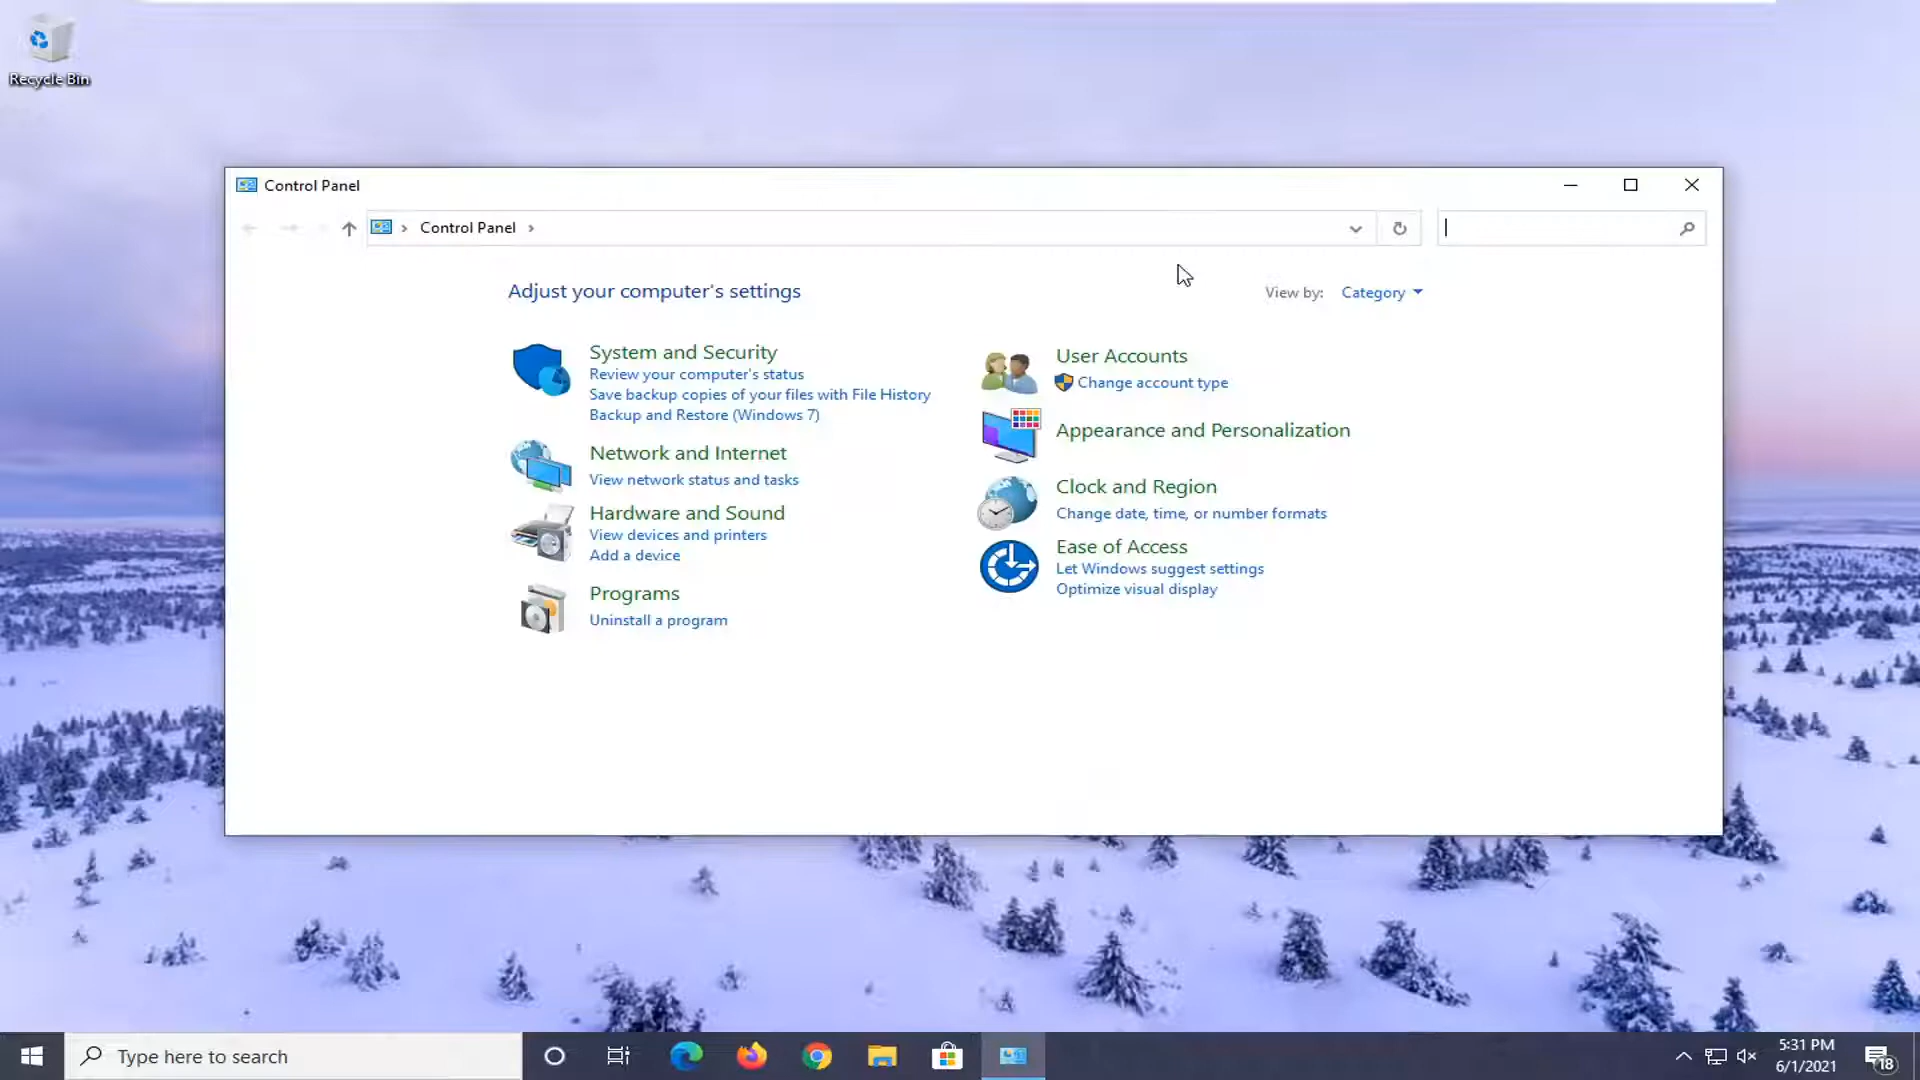 Recycle Bin
Control Panel
Control Panel
Adjust your computer's settings
View by: Category
System and Security
Review your computer's status
Save backup copies of your files with File History
Backup and Restore (Windows 7)
Network and Internet
View network status and tasks
Hardware and Sound
View devices and printers
Add a device
Programs
Uninstall a program
User Accounts
Change account type
Appearance and Personalization
Clock and Region
Change date, time, or number formats
Ease of Access
Let Windows suggest settings
Optimize visual display
Type here to search
5:31 PM
6/1/2021
18